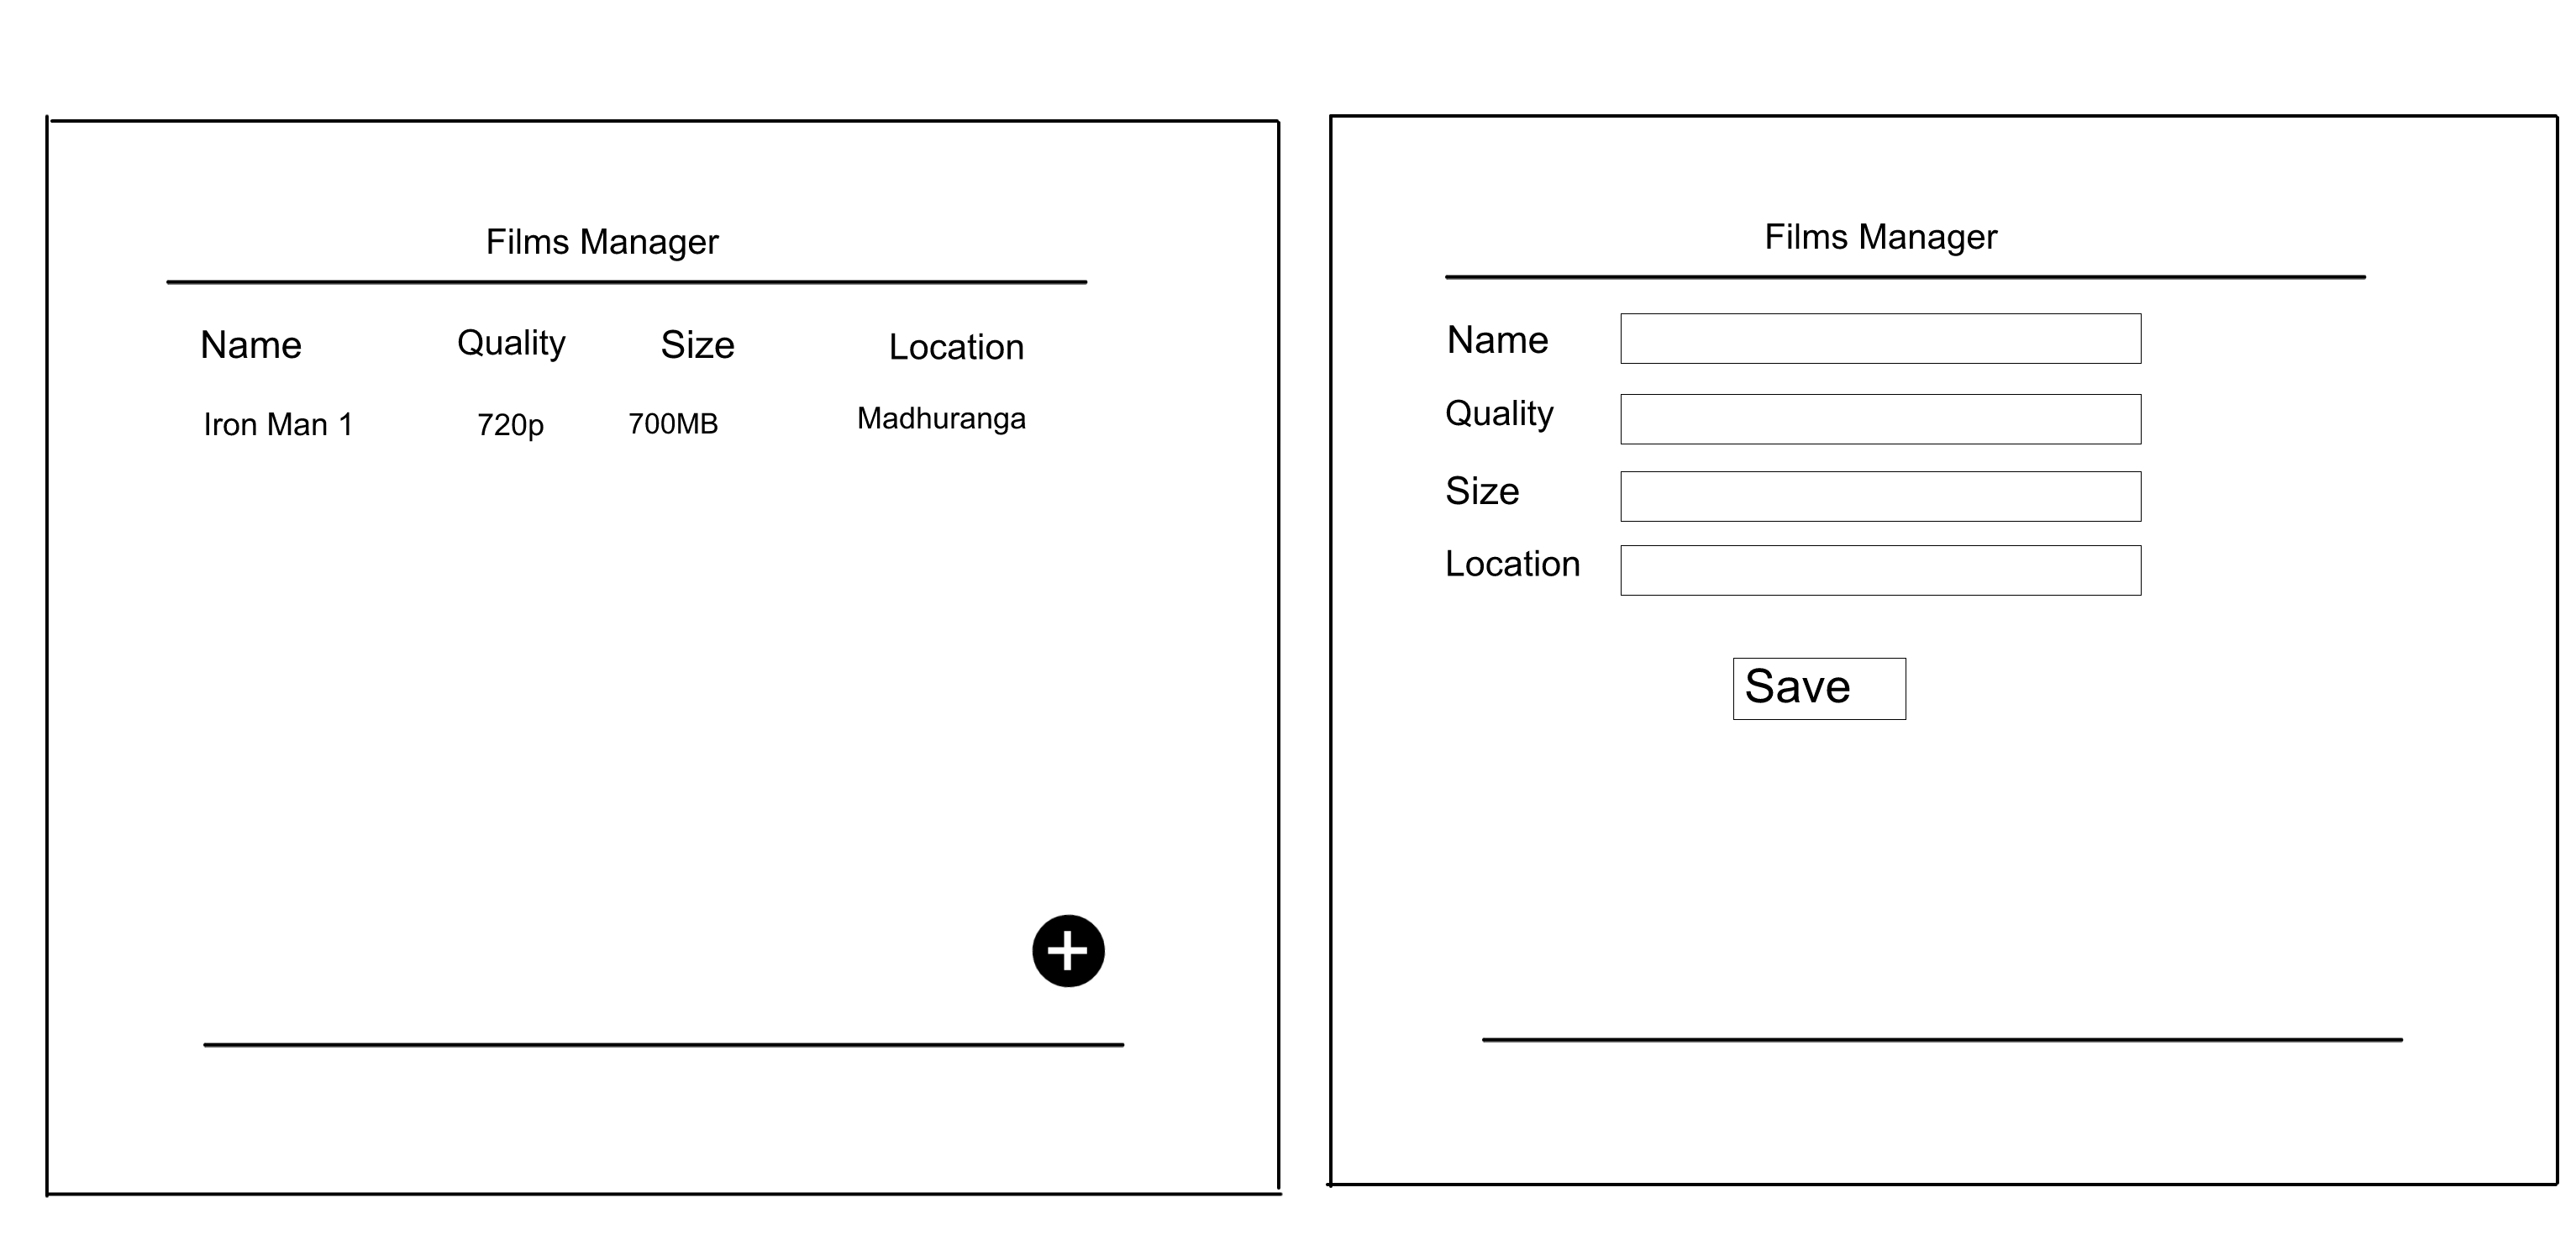 Films Manager
Name Quality Size Location
Iron Man 1 720p 700MB Madhuranga
Films Manager
Name
Quality
Size
Location
Save